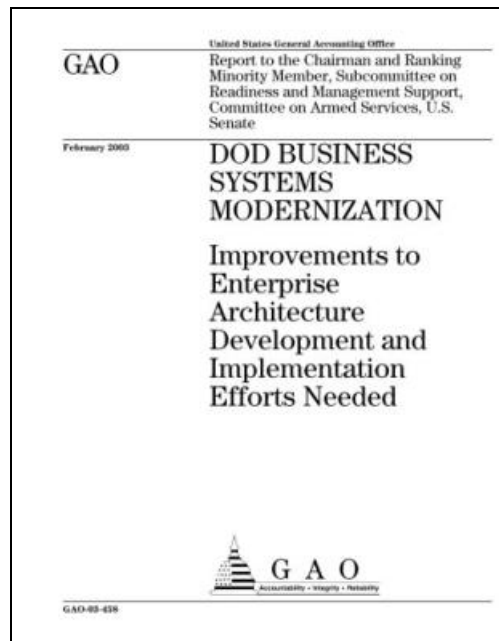 United States General Accounting Office
GAO
Report to the Chairman and Ranking
Minority Member, Subcommittee on
Readiness and Management Support,
Committee on Armed Services, U.S.
Senate
February 2003
DOD BUSINESS
SYSTEMS
MODERNIZATION
Improvements to
Enterprise
Architecture
Development and
Implementation
Efforts Needed
G A O
Accountability • Integrity • Reliability
GAO-03-458